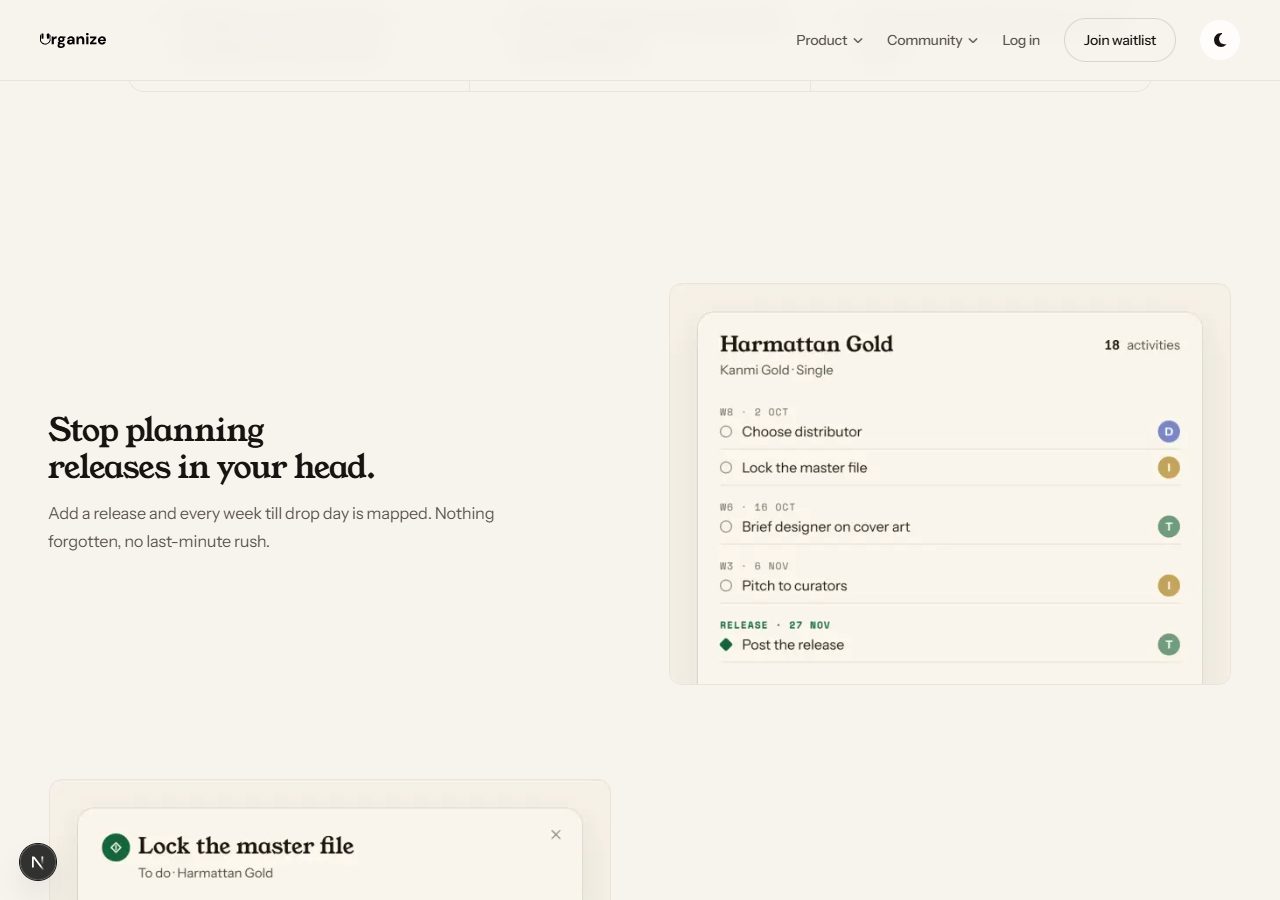 Urganize
Product
Community
Log in
Join waitlist
Stop planning
releases in your head.
Add a release and every week till drop day is mapped. Nothing
forgotten, no last-minute rush.
Harmattan Gold
18 activities
Kanmi Gold · Single
W8 · 2 OCT
Choose distributor
D
Lock the master file
I
W6 · 16 OCT
Brief designer on cover art
T
W3 · 6 NOV
Pitch to curators
I
RELEASE · 27 NOV
Post the release
T
Lock the master file
To do · Harmattan Gold
N